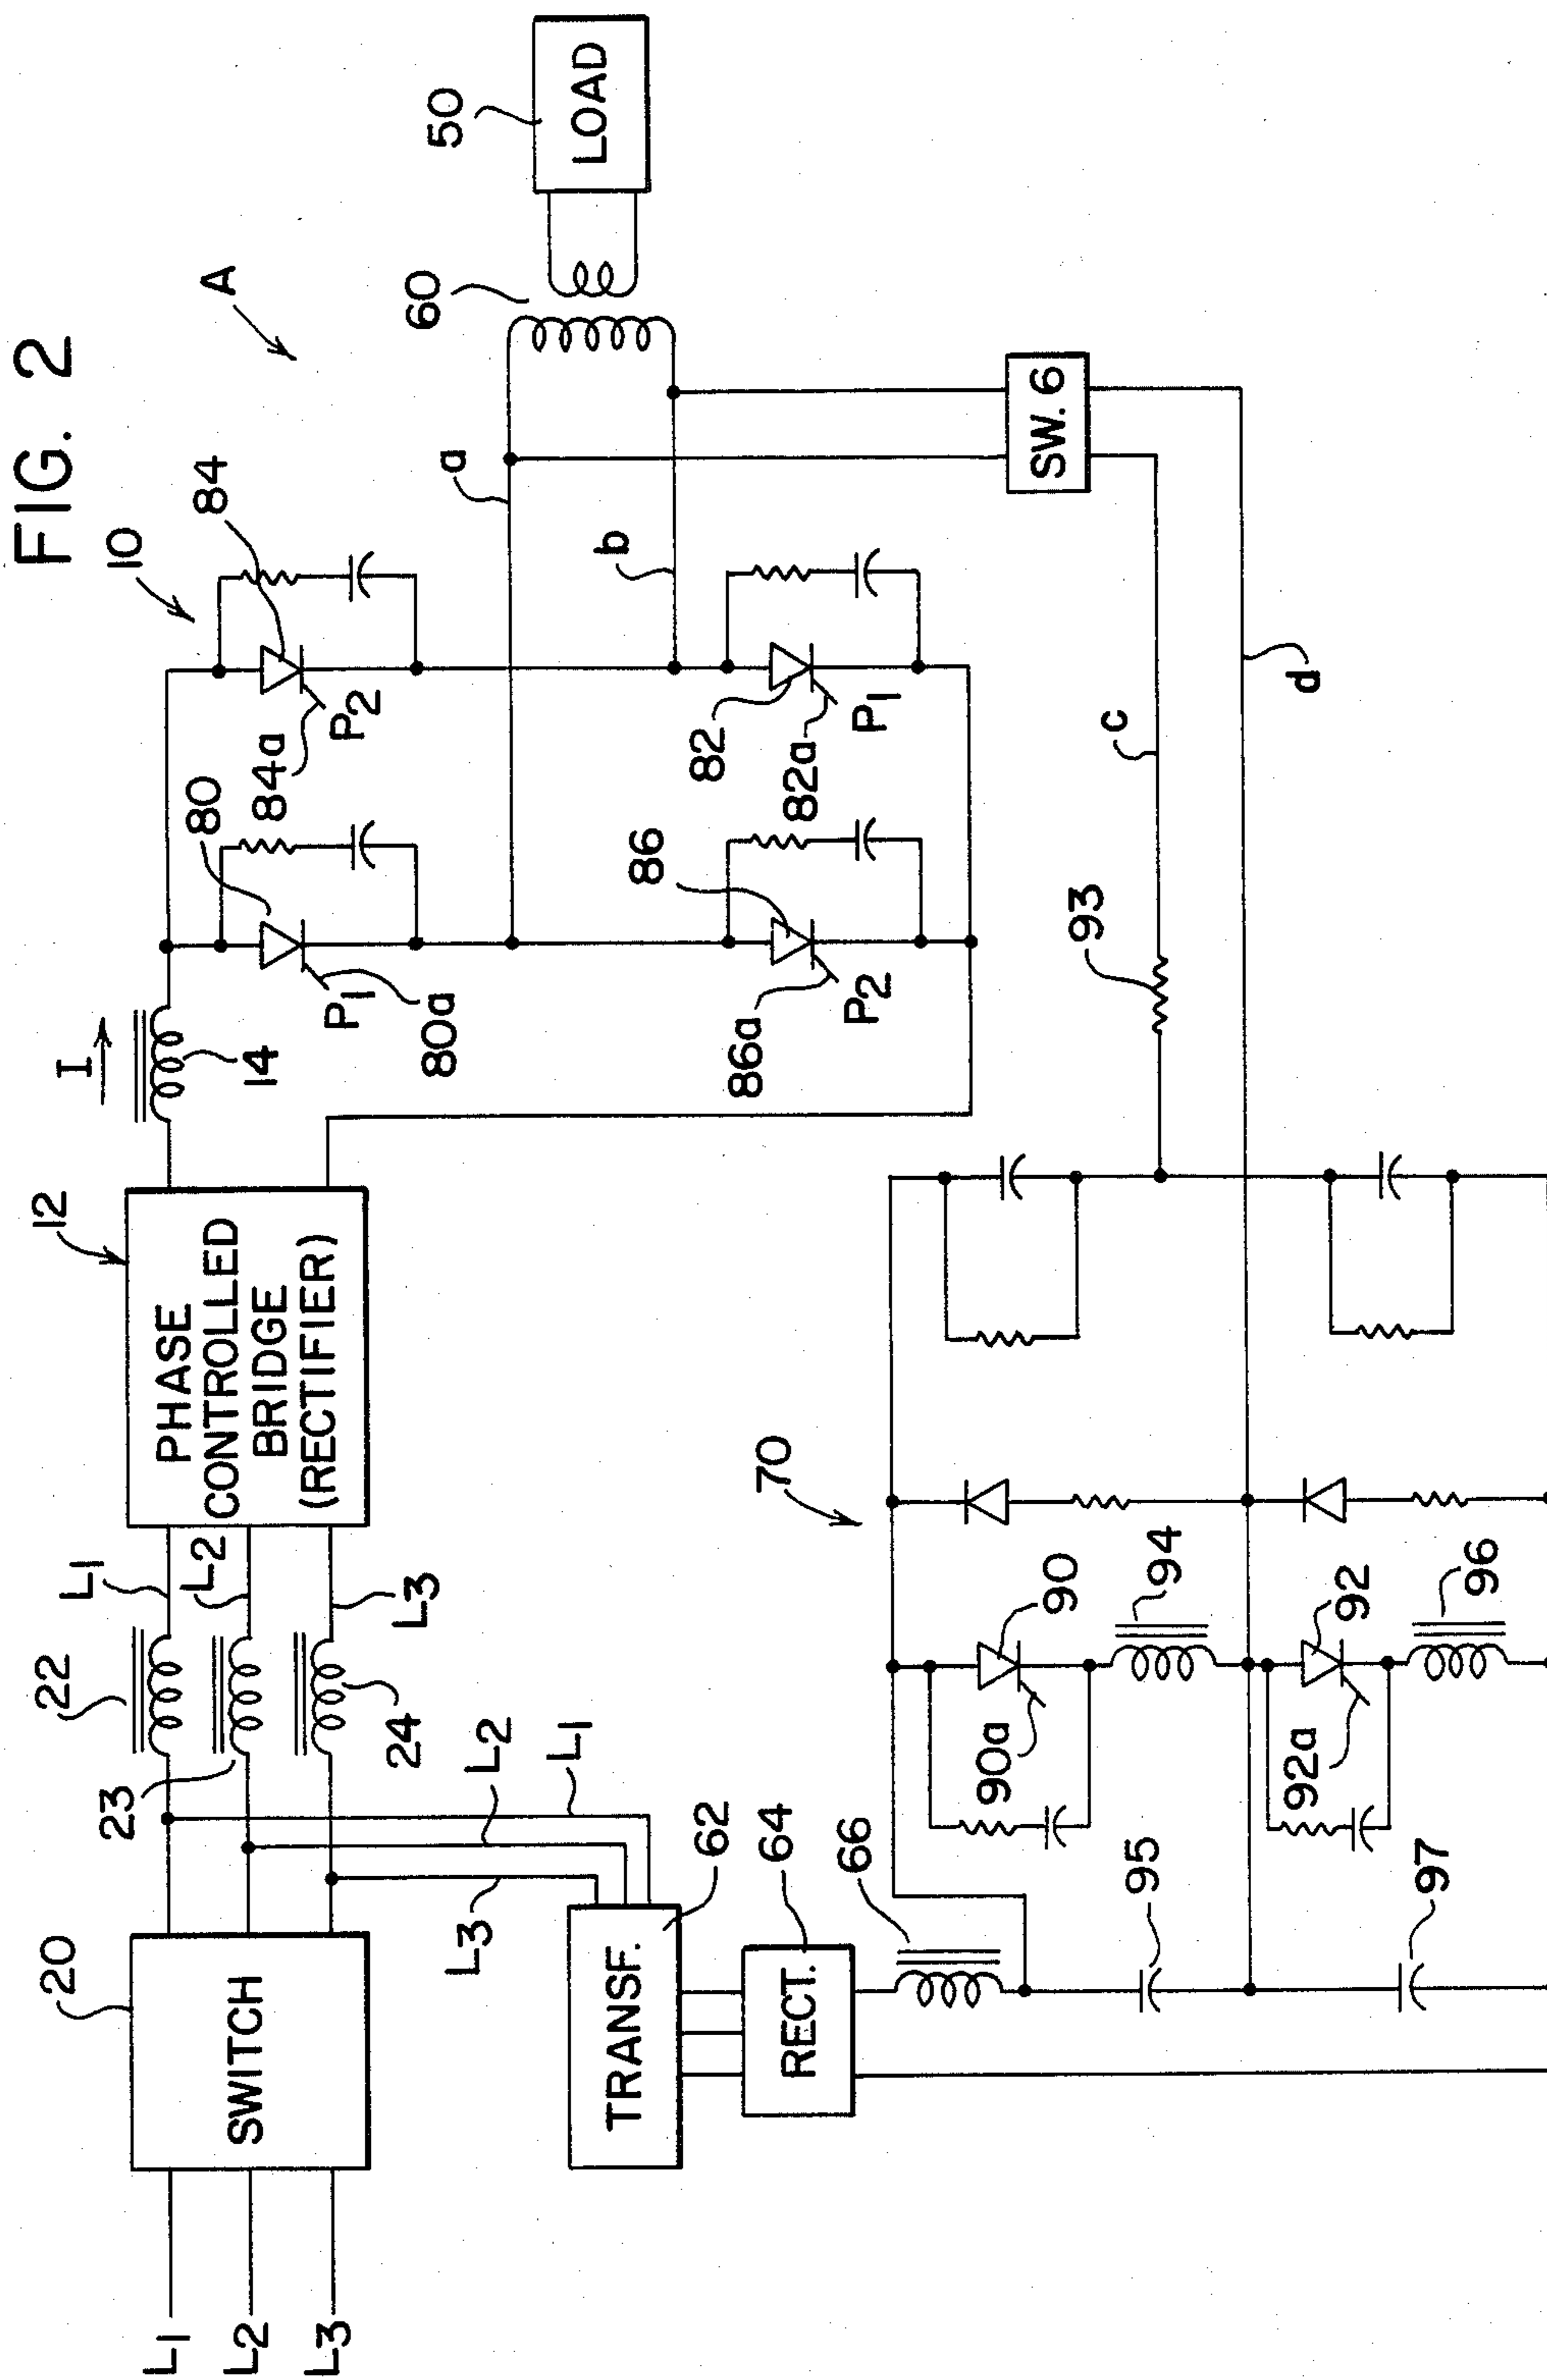 FIG. 2
L1
L2
L3
20
SWITCH
22
23
24
L1
L2
L3
12
PHASE
CONTROLLED
BRIDGE
(RECTIFIER)
I
14
10
80
P1
80a
84
84a
P2
86
86a
P2
82
82a
P1
a
b
A
60
50
LOAD
L1
L2
L3
62
TRANSF.
64
RECT.
66
70
90
90a
94
95
92
92a
96
97
93
c
d
SW. 6